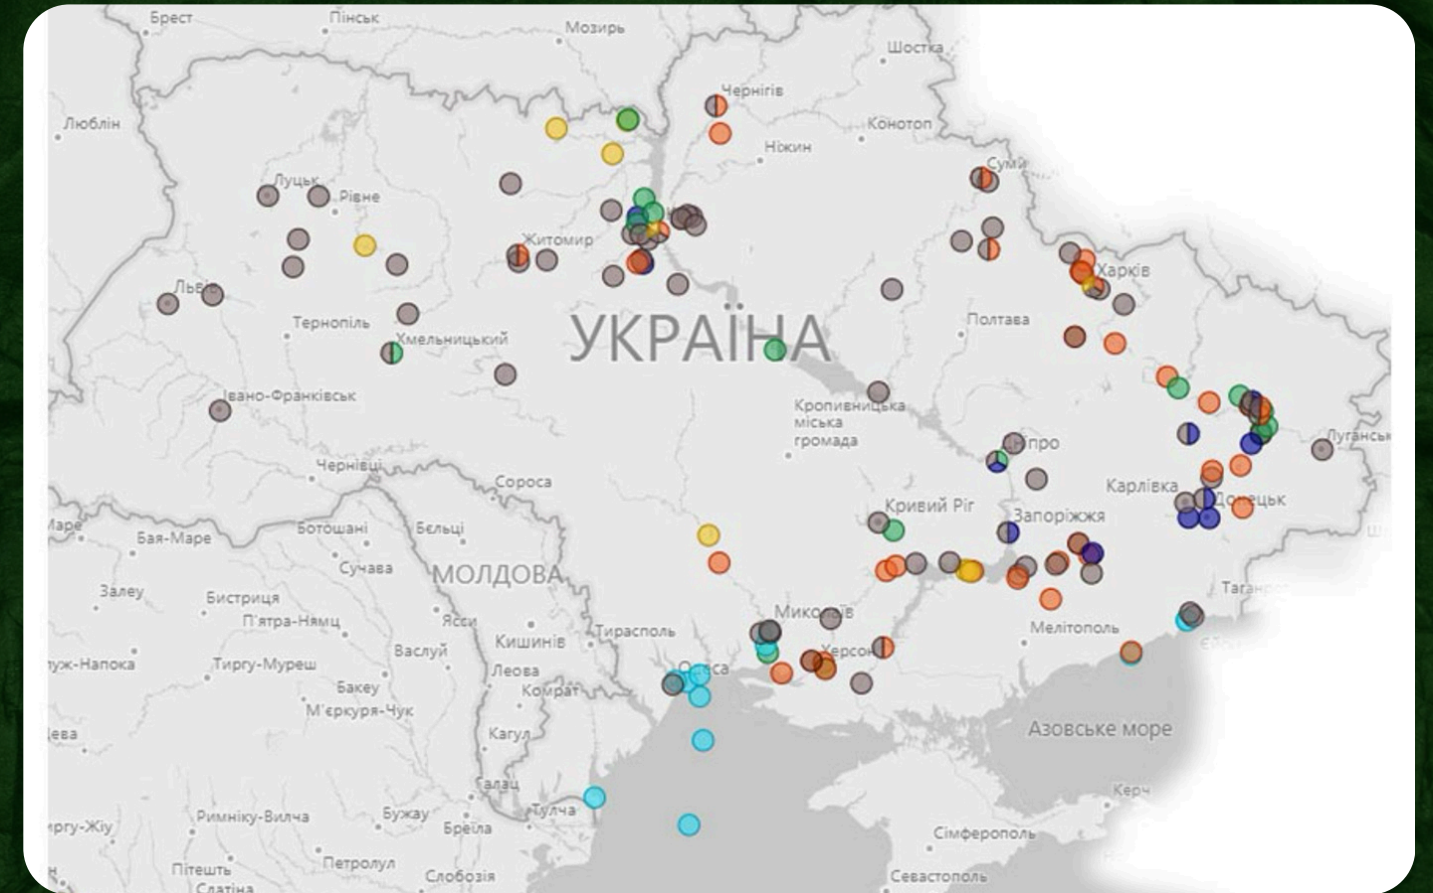 Брест
Пінськ
Мозирь
Шостка
Чернігів
Люблін
Конотоп
Ніжин
Суми
Луцьк
Рівне
Житомир
Харків
Львів
Тернопіль
Хмельницький
УКРАЇНА
Полтава
Івано-Франківськ
Кропивницька
міська
громада
Чернівці
Сороса
Карлівка
Донецьк
Кривий Ріг
Запоріжжя
Ботошані
Бєльці
Бая-Маре
Сучава
МОЛДОВА
Залеу
Бистриця
П'ятра-Нямц
Ясси
Кишинів
Тирасполь
Миколаїв
Мелітополь
Херсон
Тиргу-Муреш
Васлуй
Леова
Одеса
Бакеу
Комрат
М'єркуря-Чук
Азовське море
Кагул
Галац
Тулча
Керч
Римніку-Вилча
Бужау
Бреїла
Сімферополь
Пітешть
Петролул
Слобозія
Севастополь
Слатіна